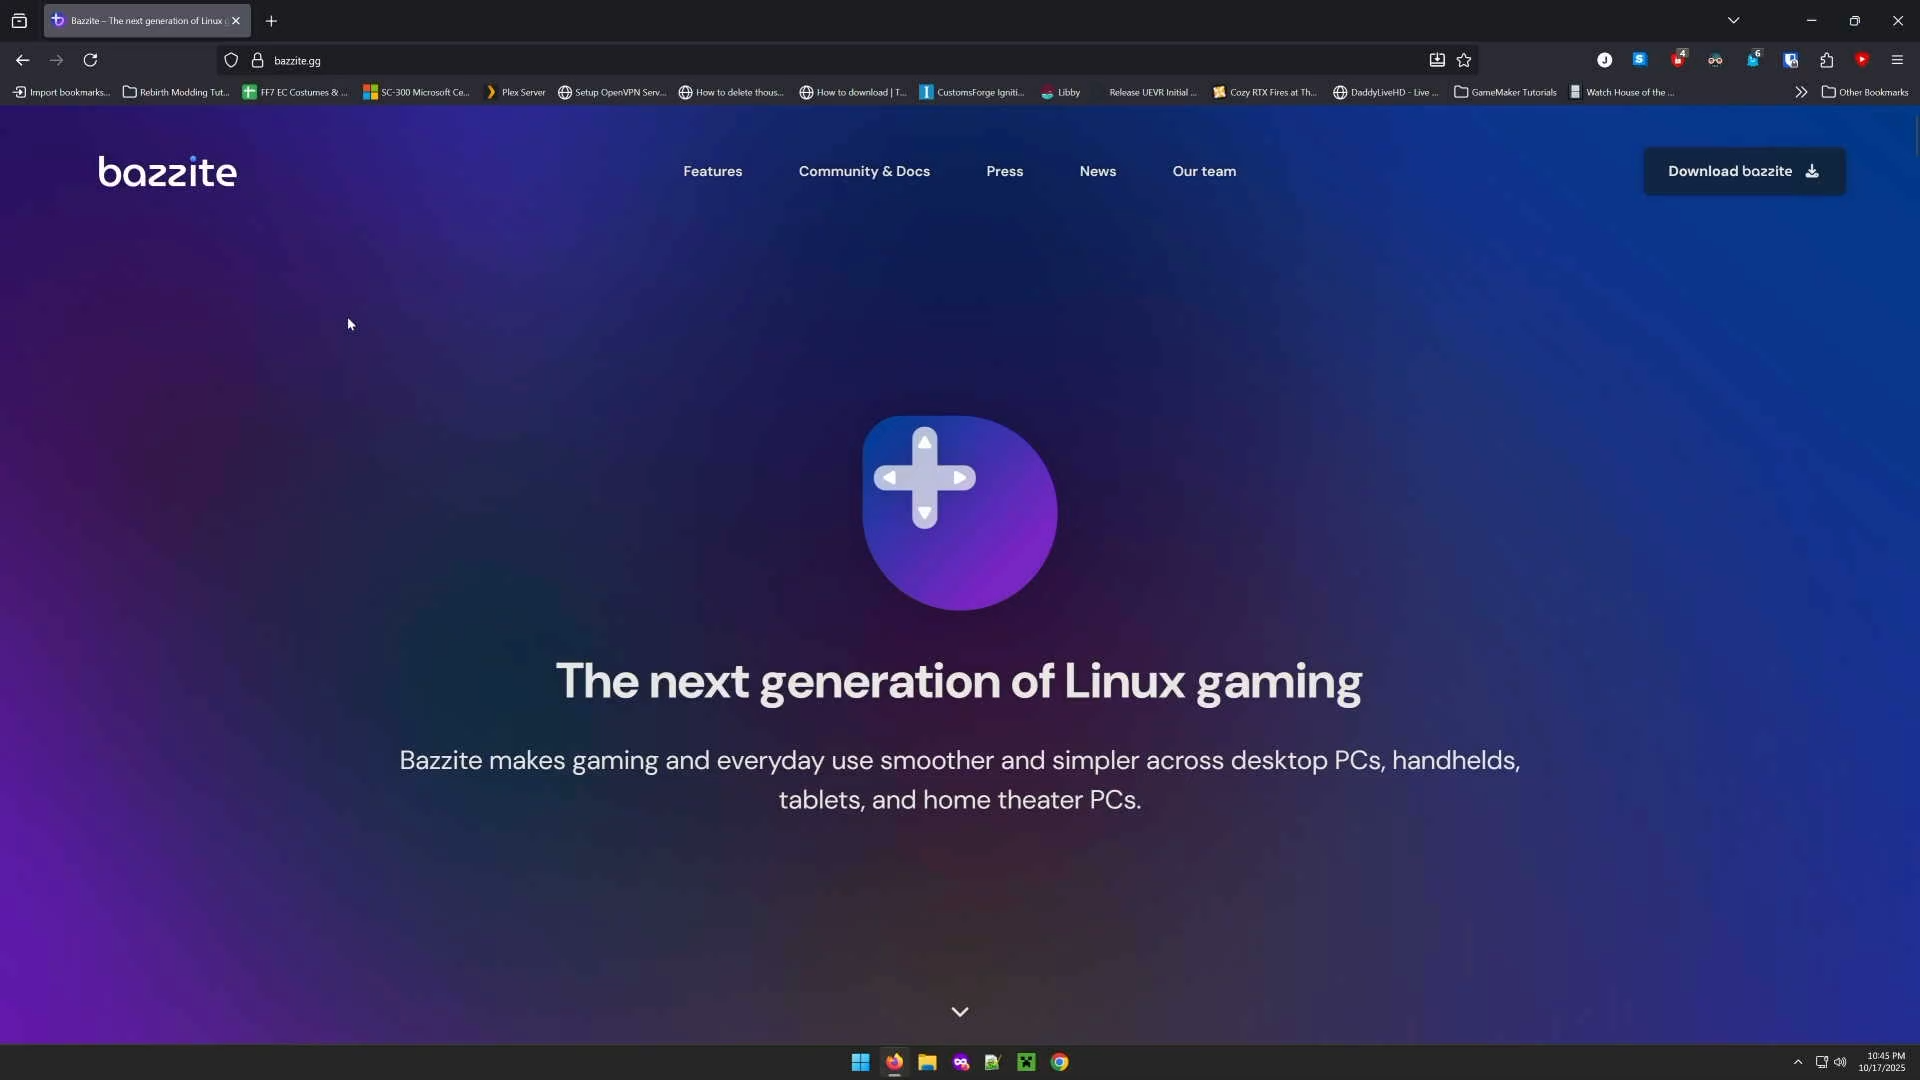 Bazzite – The next generation of Linux
bazzite.gg
4
6
J
S
Import bookmarks...
Rebirth Modding Tut...
FF7 EC Costumes & ...
SC-300 Microsoft Ce...
Plex Server
Setup OpenVPN Serv...
How to delete thous...
How to download | T...
CustomsForge Igniti...
Libby
Release UEVR Initial ...
Cozy RTX Fires at Th...
DaddyLiveHD - Live ...
GameMaker Tutorials
Watch House of the ...
Other Bookmarks
bazzite
Features
Community & Docs
Press
News
Our team
Download bazzite
The next generation of Linux gaming
Bazzite makes gaming and everyday use smoother and simpler across desktop PCs, handhelds,
tablets, and home theater PCs.
10:45 PM
10/17/2025